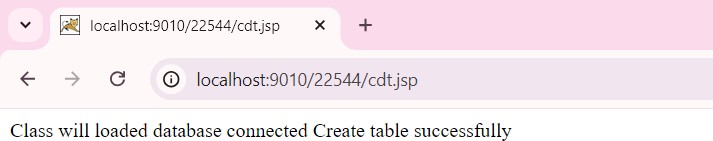 localhost:9010/22544/cdt.jsp
localhost:9010/22544/cdt.jsp
Class will loaded database connected Create table successfully